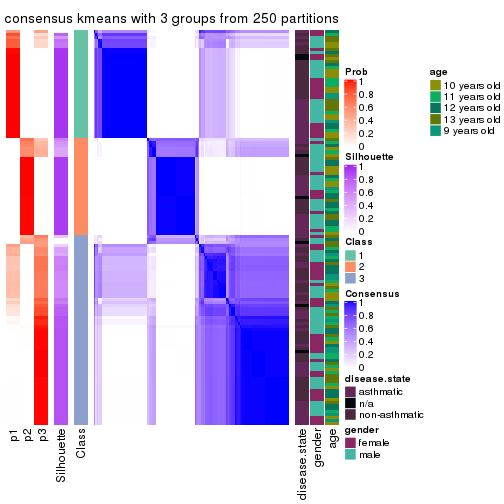 consensus kmeans with 3 groups from 250 partitions
Prob
1
0.8
0.6
0.4
0.2
0
Silhouette
1
0.8
0.6
0.4
0.2
0
Class
1
2
3
Consensus
1
0.8
0.6
0.4
0.2
0
disease.state
asthmatic
n/a
non-asthmatic
gender
female
male
age
10 years old
11 years old
12 years old
13 years old
9 years old
p1
p2
p3
Silhouette
Class
disease.state
gender
age